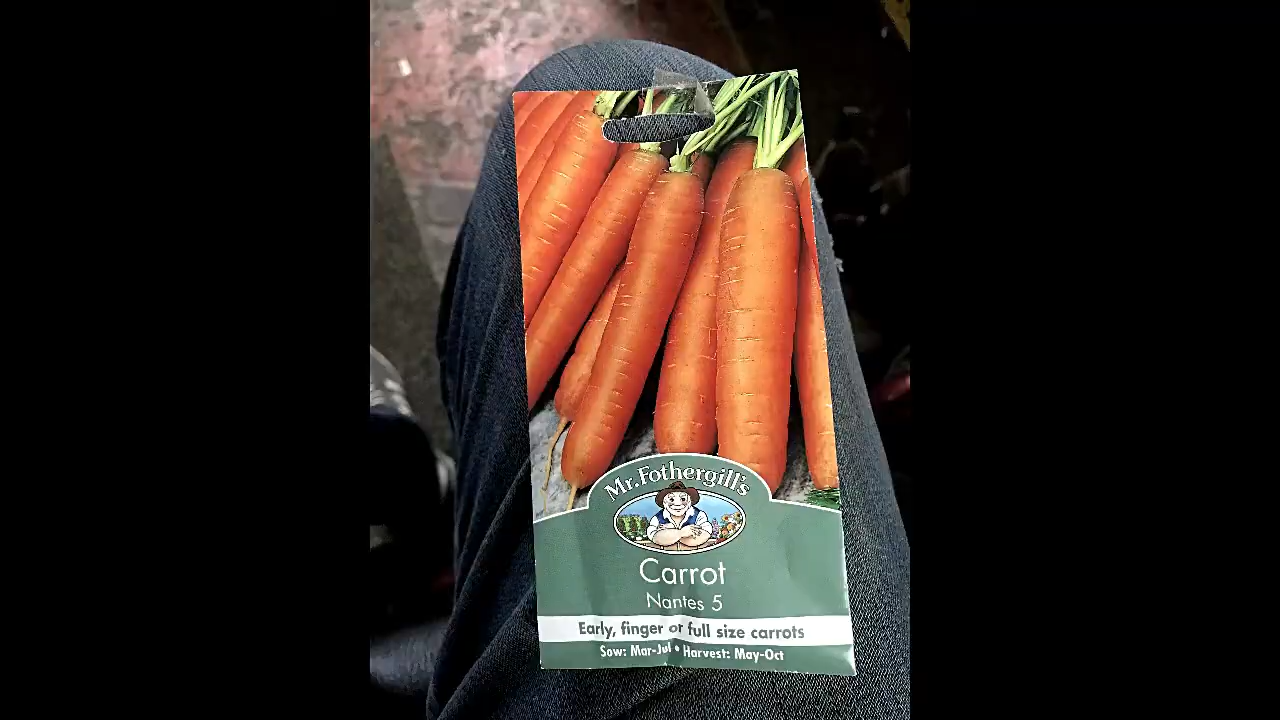 Mr.Fothergill's
Carrot
Nantes 5
Early, finger or full size carrots
Sow: Mar-Jul • Harvest: May-Oct